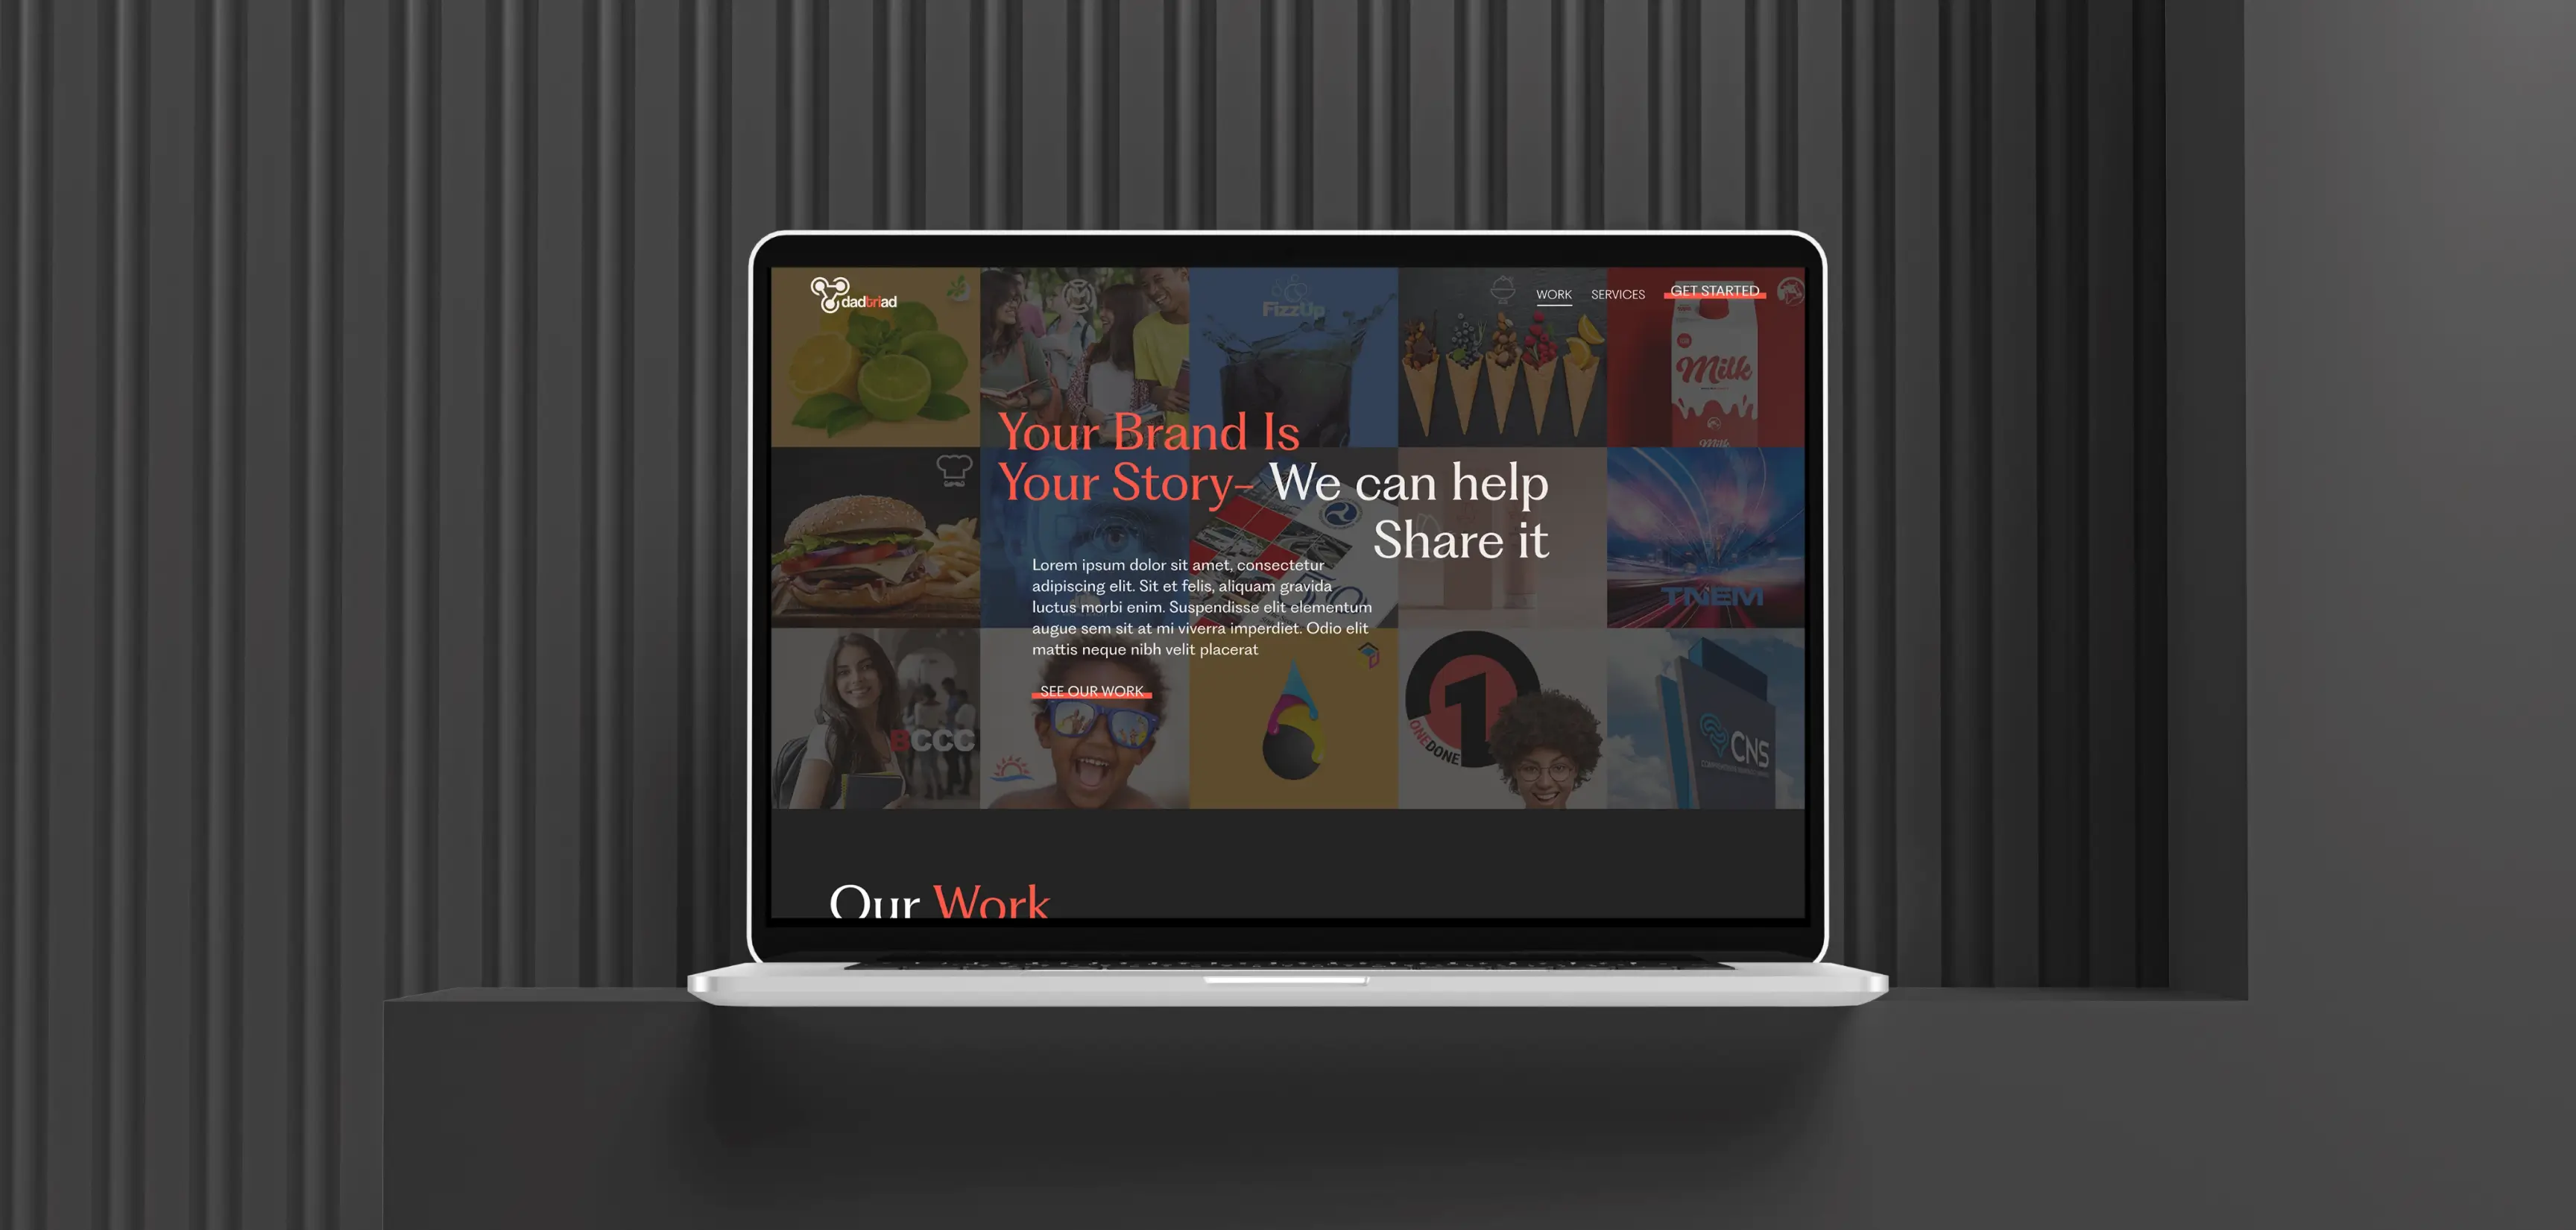 dadtriad
WORK
SERVICES
GET STARTED
FizzUp
Milk
Milk
Your Brand Is
Your Story- We can help
Share it
Lorem ipsum dolor sit amet, consectetur
adipiscing elit. Sit et felis, aliquam gravida
luctus morbi enim. Suspendisse elit elementum
augue sem sit at mi viverra imperdiet. Odio elit
mattis neque nibh velit placerat
SEE OUR WORK
TNEM
BCCC
1
ONEDONE
CNS
Our Work